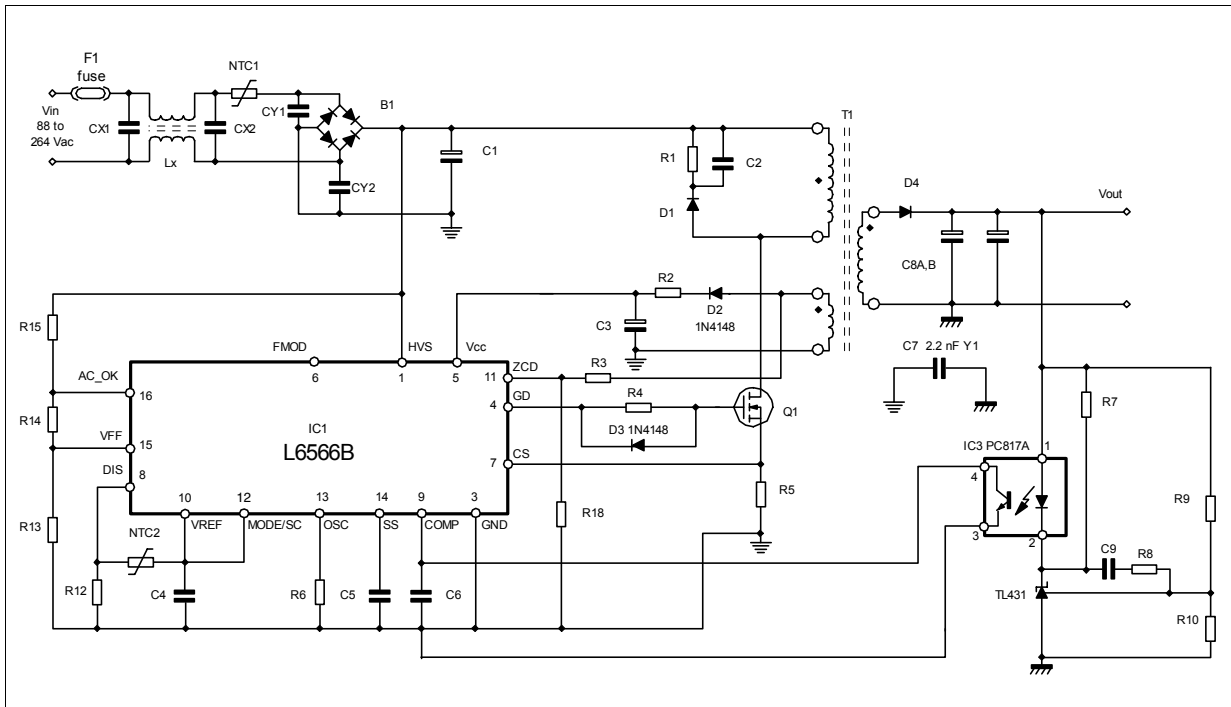 F1
fuse
NTC1
Vin
88 to
264 Vac
CX1
Lx
CX2
CY1
B1
CY2
C1
R1
C2
D1
T1
D4
Vout
C8A,B
R2
D2
1N4148
C3
C7 2.2 nF Y1
R15
FMOD
HVS
Vcc
6
1
5
ZCD
11
R3
AC_OK
16
GD
4
R4
Q1
R7
R14
IC1
L6566B
D3 1N4148
VFF
15
CS
7
IC3 PC817A
1
4
DIS
8
R5
R9
10
12
13
14
9
3
R18
R13
VREF
MODE/SC
OSC
SS
COMP
GND
3
2
NTC2
C9
R8
R12
C4
R6
C5
C6
TL431
R10